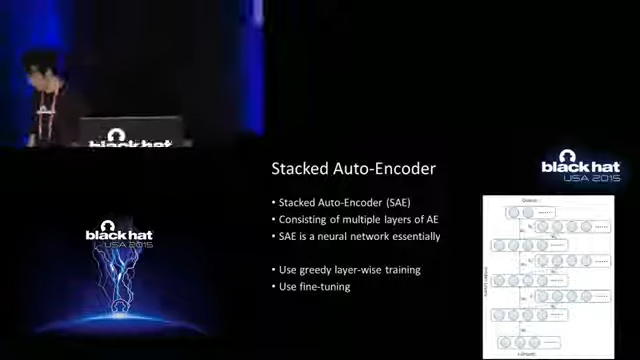 black hat
Stacked Auto-Encoder
black hat
USA 2015
• Stacked Auto-Encoder (SAE)
• Consisting of multiple layers of AE
• SAE is a neural network essentially
• Use greedy layer-wise training
• Use fine-tuning
black hat
USA 2015